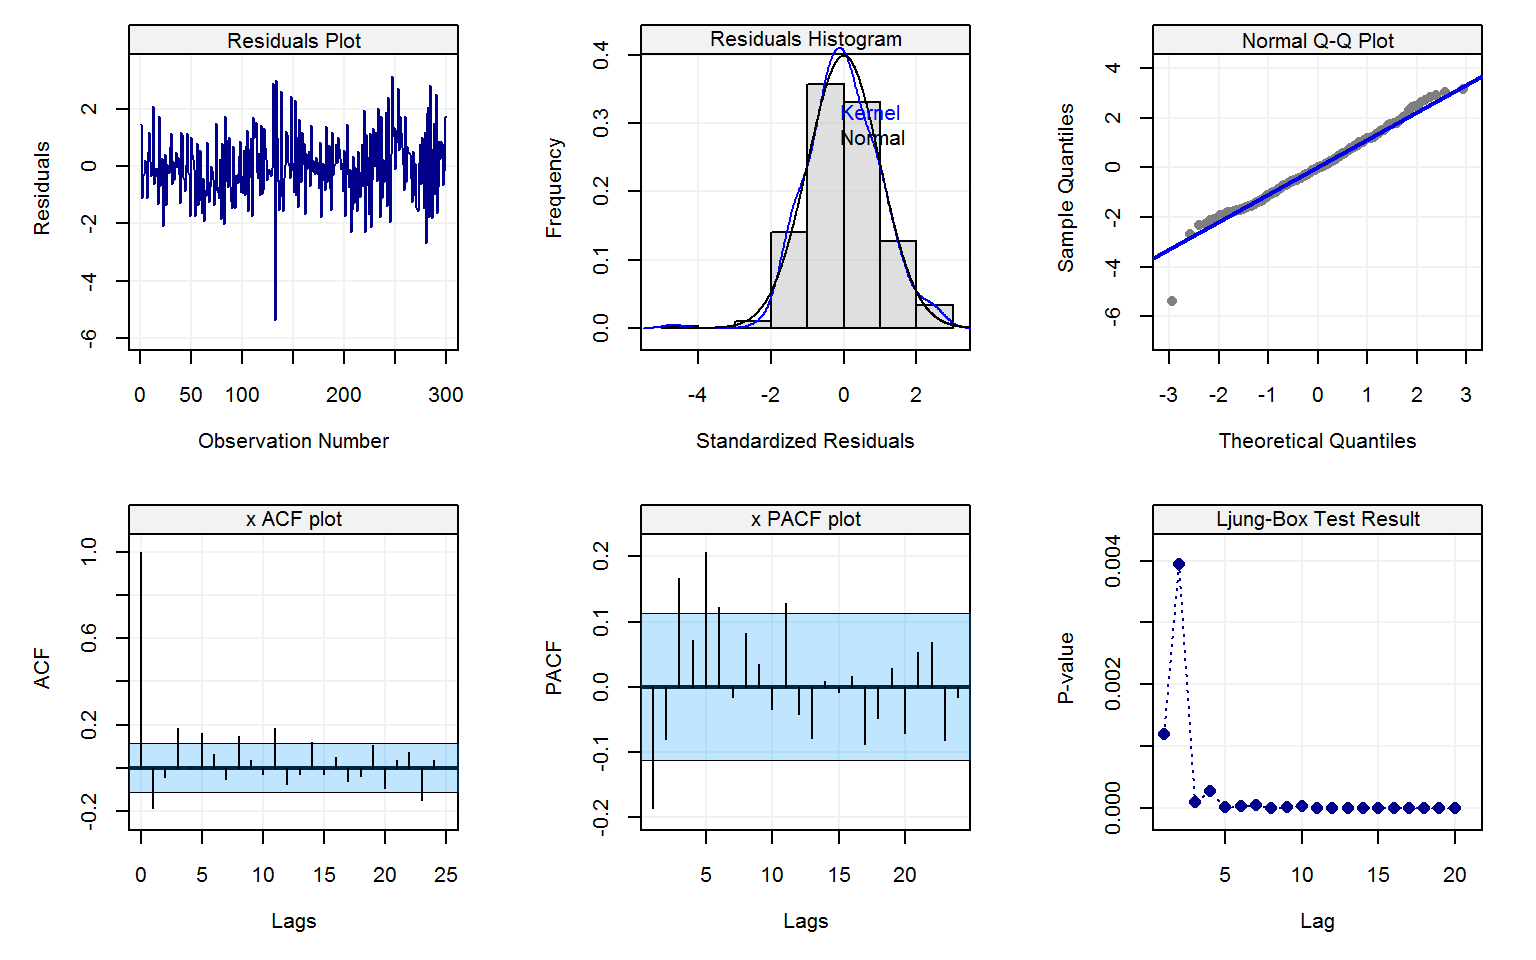 Residuals Plot
Residuals
2
0
-2
-4
-6
0 50 100 200 300
Observation Number
Residuals Histogram
Frequency
0.4
0.3
0.2
0.1
0.0
Kernel
Normal
-4 -2 0 2
Standardized Residuals
Normal Q-Q Plot
Sample Quantiles
4
2
0
-2
-4
-6
-3 -2 -1 0 1 2 3
Theoretical Quantiles
x ACF plot
ACF
1.0
0.6
0.2
-0.2
0 5 10 15 20 25
Lags
x PACF plot
PACF
0.2
0.1
0.0
-0.1
-0.2
5 10 15 20
Lags
Ljung-Box Test Result
P-value
0.004
0.002
0.000
5 10 15 20
Lag